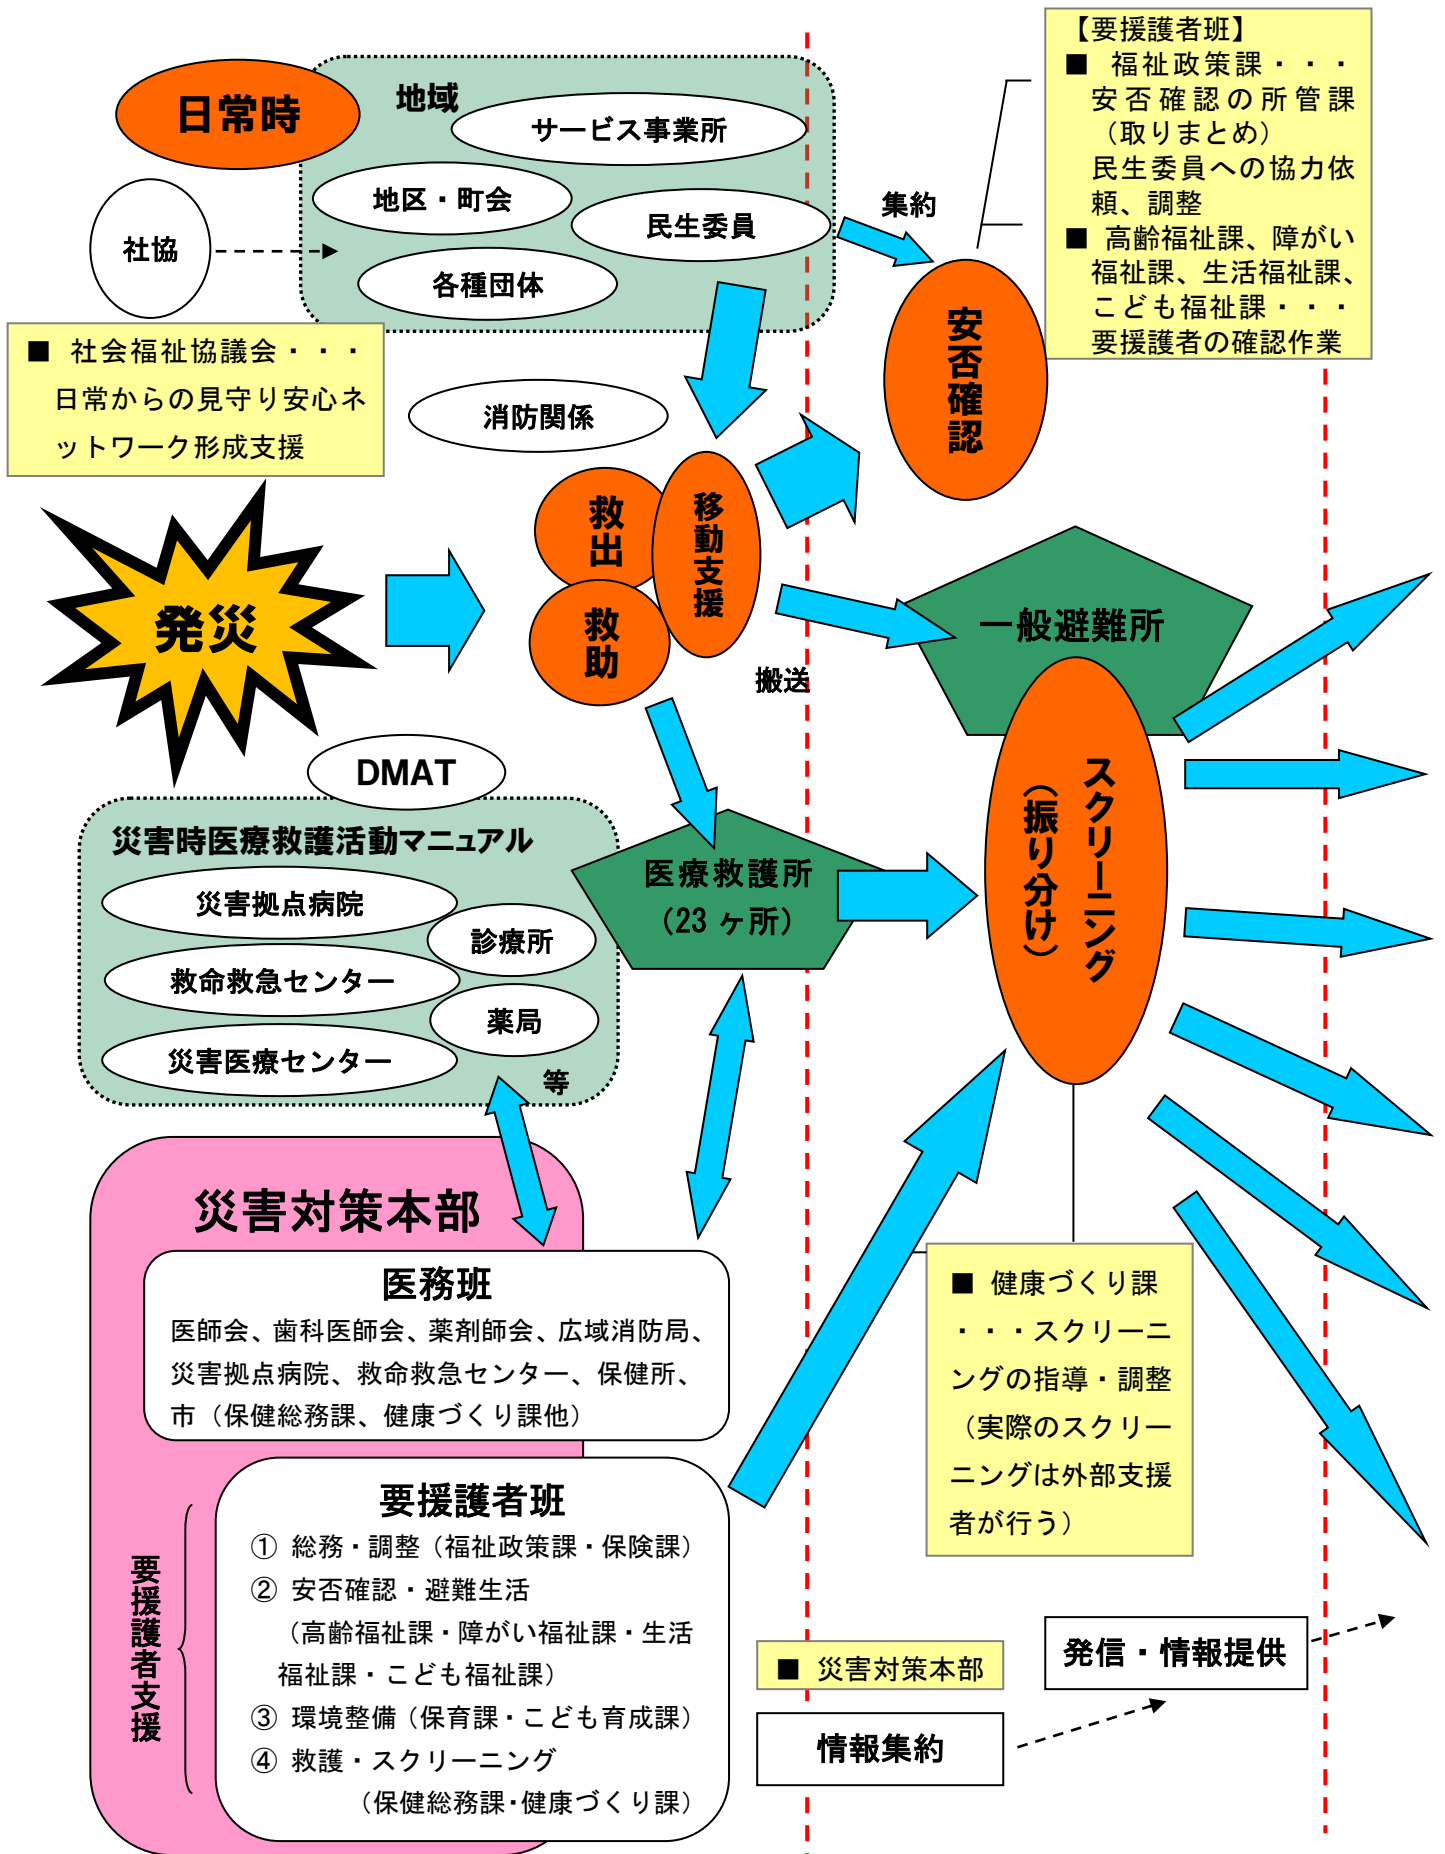 日常時
地域
サービス事業所
地区・町会
民生委員
各種団体
社協
■ 社会福祉協議会・・・
日常からの見守り安心ネ
ットワーク形成支援
集約
【要援護者班】
■ 福祉政策課・・・
安否確認の所管課
（取りまとめ）
民生委員への協力依
頼、調整
■ 高齢福祉課、障がい
福祉課、生活福祉課、
こども福祉課・・・
要援護者の確認作業
安否確認
消防関係
救出
救助
移動支援
発災
搬送
一般避難所
スクリーニング
（振り分け）
DMAT
災害時医療救護活動マニュアル
災害拠点病院
診療所
救命救急センター
薬局
災害医療センター
等
医療救護所
（23 ヶ所）
災害対策本部
医務班
医師会、歯科医師会、薬剤師会、広域消防局、
災害拠点病院、救命救急センター、保健所、
市（保健総務課、健康づくり課他）
要援護者支援
要援護者班
① 総務・調整（福祉政策課・保険課）
② 安否確認・避難生活
（高齢福祉課・障がい福祉課・生活
福祉課・こども福祉課）
③ 環境整備（保育課・こども育成課）
④ 救護・スクリーニング
（保健総務課・健康づくり課）
■ 健康づくり課
・・・スクリーニ
ングの指導・調整
（実際のスクリー
ニングは外部支援
者が行う）
■ 災害対策本部
情報集約
発信・情報提供